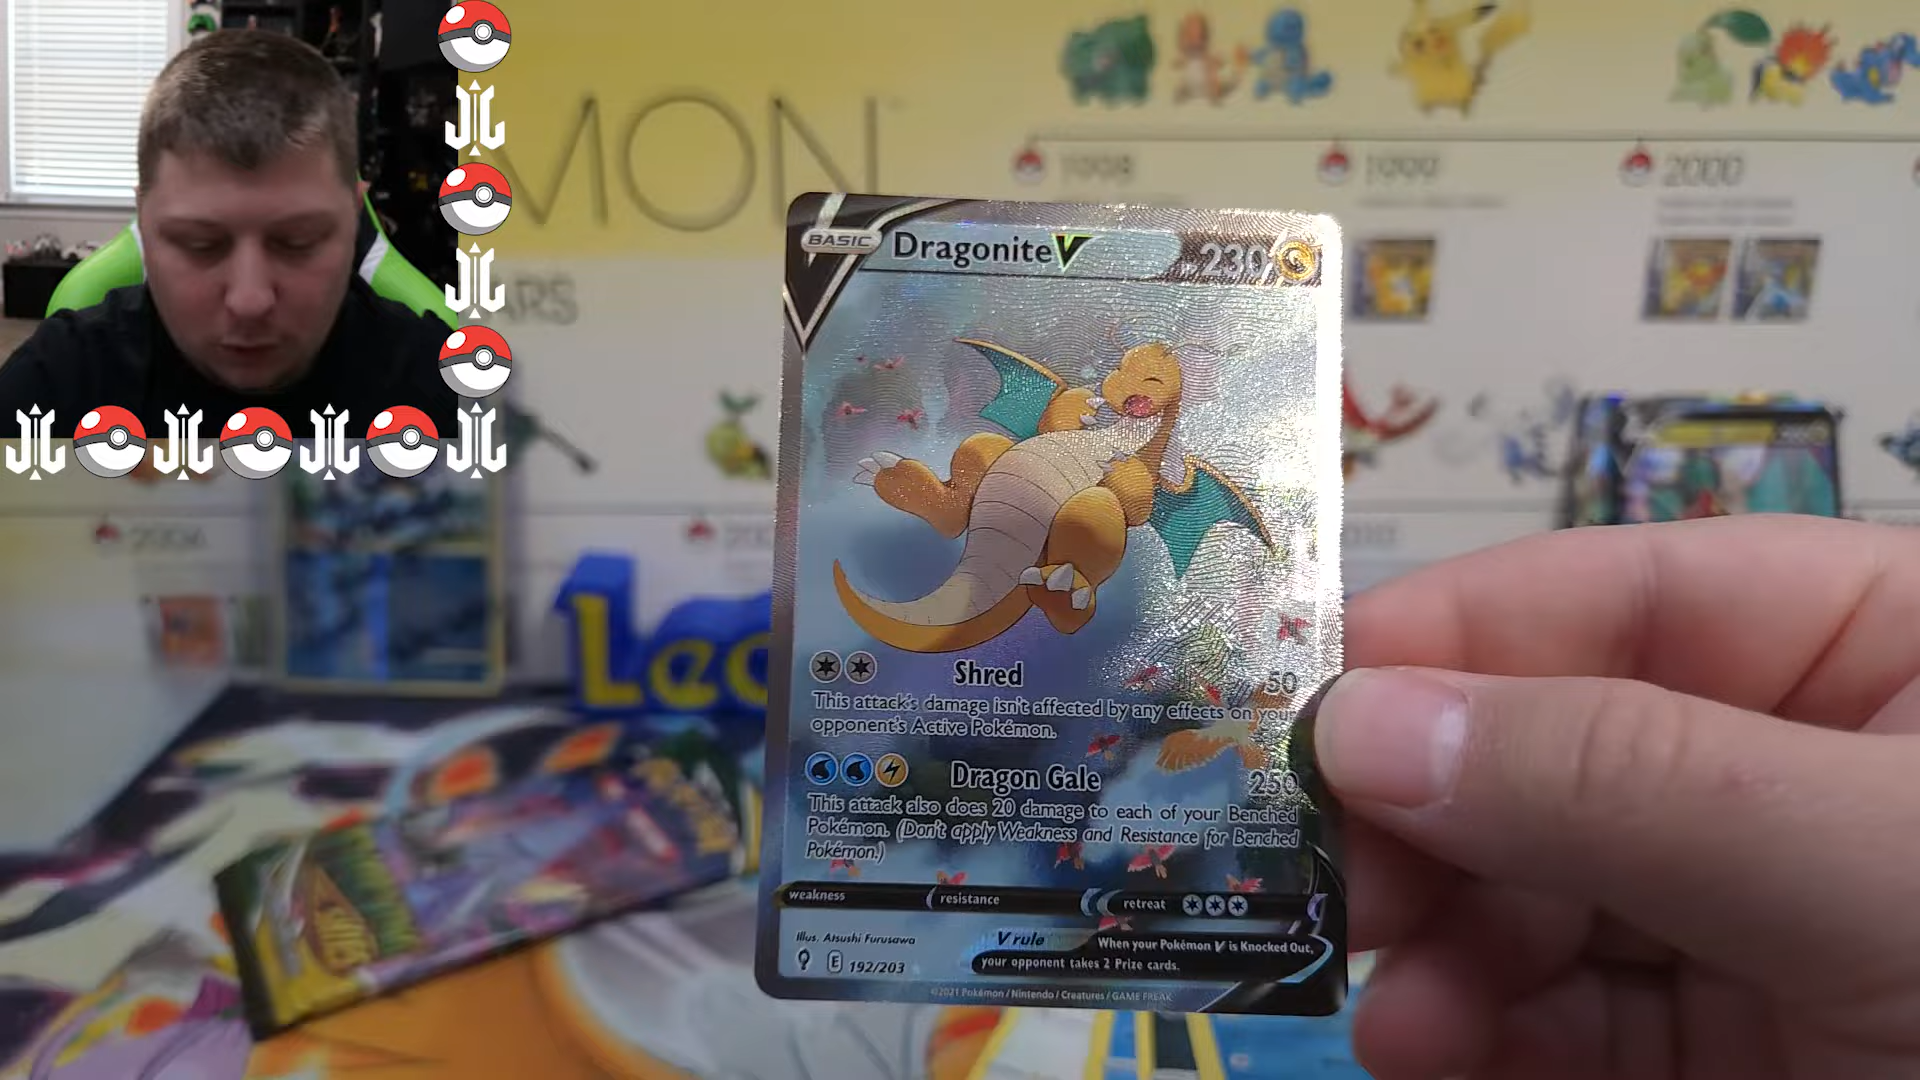 MON
1998
1999
2000
ARS
BASIC
Dragonite V
230
Shred
50
This attack's damage isn't affected by any effects on your
opponent's Active Pokémon.
Dragon Gale
250
This attack also does 20 damage to each of your Benched
Pokémon. (Don't apply Weakness and Resistance for Benched
Pokémon.)
weakness
resistance
retreat
Illus. Atsushi Furusawa
V rule
When your Pokémon V is Knocked Out,
your opponent takes 2 Prize cards.
E 192/203
©2021 Pokémon / Nintendo / Creatures / GAME FREAK
2004
Leo